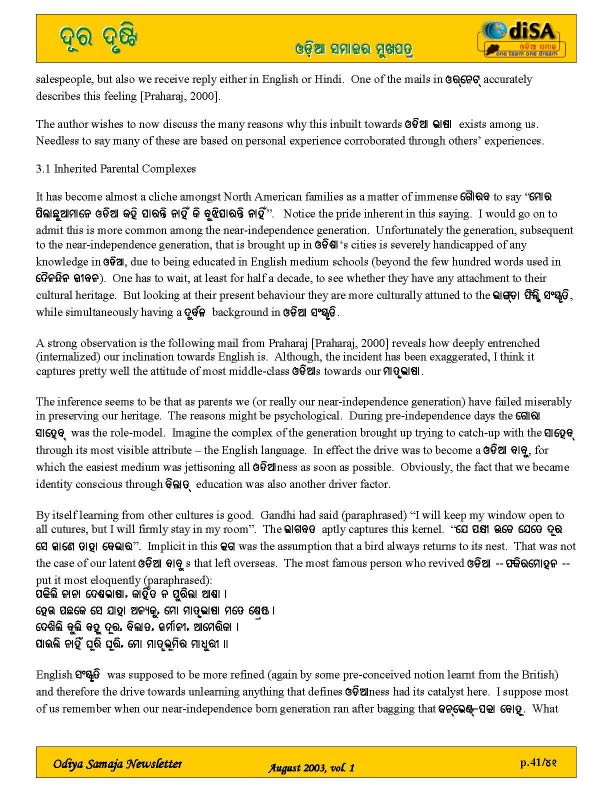 ଦୂର ଦୃଷ୍ଟି
ଓଡ଼ିଆ ସମାଜର ମୁଖପତ୍ର
ଓdiSA
ଓଡ଼ିଆ ସମାଜ
one team one dream
salespeople, but also we receive reply either in English or Hindi. One of the mails in ଓର୍‌ନେଟ୍ accurately
describes this feeling [Praharaj, 2000].
The author wishes to now discuss the many reasons why this inbuilt towards ଓଡିଆ ଭାଷା exists among us.
Needless to say many of these are based on personal experience corroborated through others’ experiences.
3.1 Inherited Parental Complexes
It has become almost a cliche amongst North American families as a matter of immense ଗୌରବ to say “ମୋର
ପିଲାଛୁଆମାନେ ଓଡିଆ କହି ପାରନ୍ତି ନାହିଁ କି ବୁଝିପାରନ୍ତି ନାହିଁ”. Notice the pride inherent in this saying. I would go on to
admit this is more common among the near-independence generation. Unfortunately the generation, subsequent
to the near-independence generation, that is brought up in ଓଡିଶା‘s cities is severely handicapped of any
knowledge in ଓଡିଆ, due to being educated in English medium schools (beyond the few hundred words used in
ଦୈନନ୍ଦିନ ଜୀବନ). One has to wait, at least for half a decade, to see whether they have any attachment to their
cultural heritage. But looking at their present behaviour they are more culturally attuned to the ଭାଙ୍ଗଡା ଫିଲ୍ମି ସଂସ୍କୃତି,
while simultaneously having a ଦୁର୍ବଳ background in ଓଡିଆ ସଂସ୍କୃତି.
A strong observation is the following mail from Praharaj [Praharaj, 2000] reveals how deeply entrenched
(internalized) our inclination towards English is. Although, the incident has been exaggerated, I think it
captures pretty well the attitude of most middle-class ଓଡିଆs towards our ମାତୃଭାଷା.
The inference seems to be that as parents we (or really our near-independence generation) have failed miserably
in preserving our heritage. The reasons might be psychological. During pre-independence days the ଗୋରା
ସାହେବ୍ was the role-model. Imagine the complex of the generation brought up trying to catch-up with the ସାହେବ୍
through its most visible attribute – the English language. In effect the drive was to become a ଓଡିଆ ବାବୁ, for
which the easiest medium was jettisoning all ଓଡିଆness as soon as possible. Obviously, the fact that we became
identity conscious through ବିଲାତ୍ education was also another driver factor.
By itself learning from other cultures is good. Gandhi had said (paraphrased) “I will keep my window open to
all cutures, but I will firmly stay in my room”. The ଭାଗବତ aptly captures this kernel. “ଯେ ପକ୍ଷୀ ଉଡେ ଯେତେ ଦୂର
ସେ ଜାଣେ ତାହା ବେଭାର”. Implicit in this was the assumption that a bird always returns to its nest. That was not
the case of our latent ଓଡିଆ ବାବୁ s that left overseas. The most famous person who revived ଓଡିଆ -- ଫକିରମୋହନ --
put it most eloquently (paraphrased):
ପଢିଲି ନାନା ଦେଶଭାଷା, କାହିଁତ ନ ପୁରିଲା ଆଶା ।
ହେଉ ପଛକେ ସେ ଯାହା ଅନ୍ୟକୁ, ମୋ ମାତୃଭାଷା ମତେ ଶ୍ରେଷ୍ଠ ।
ଦେଖିଲି ବୁଲି ବହୁ ଦୂର, ବିଲାତ, ଜର୍ମାନୀ, ଆମେରିକା ।
ପାଇଲି ନାହିଁ ଘୂରି ଘୂରି, ମୋ ମାତୃଭୂମିର ମାଧୁରୀ ॥
English ସଂସ୍କୃତି was supposed to be more refined (again by some pre-conceived notion learnt from the British)
and therefore the drive towards unlearning anything that defines ଓଡିଆness had its catalyst here. I suppose most
of us remember when our near-independence born generation ran after bagging that କନ୍‌ଭେଣ୍ଟ-ପଢା ବୋହୂ. What
Odiya Samaja Newsletter
August 2003, vol. 1
p.41/୪୧